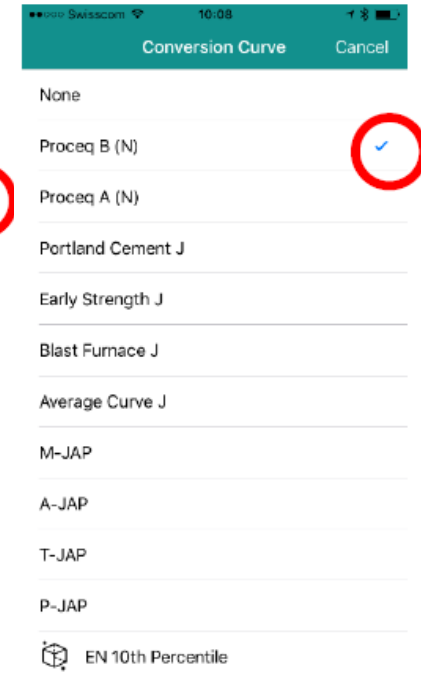 Swisscom 10:08
Conversion Curve Cancel
None
Proceq B (N)
Proceq A (N)
Portland Cement J
Early Strength J
Blast Furnace J
Average Curve J
M-JAP
A-JAP
T-JAP
P-JAP
EN 10th Percentile